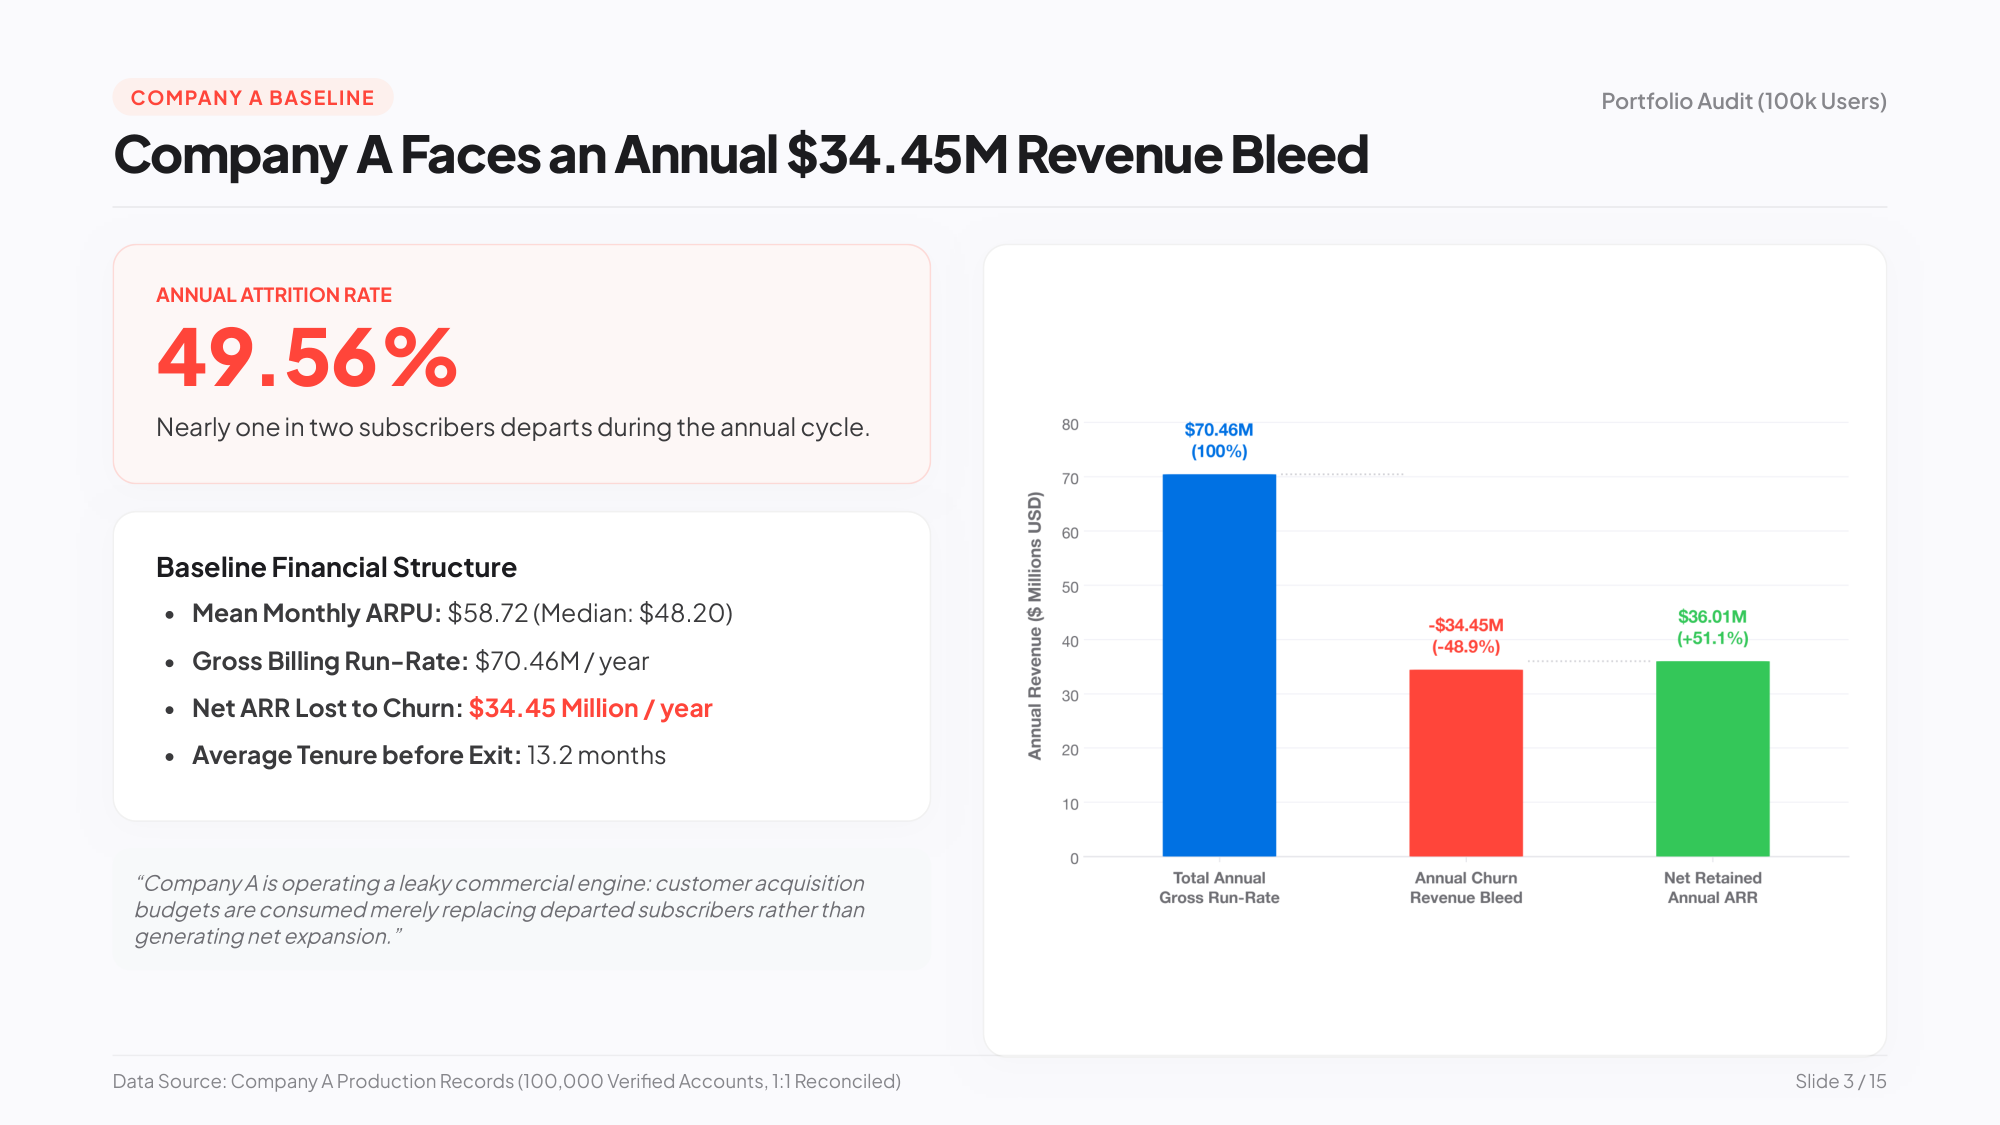 COMPANY A BASELINE
Portfolio Audit (100k Users)
Company A Faces an Annual $34.45M Revenue Bleed
ANNUAL ATTRITION RATE
49.56%
Nearly one in two subscribers departs during the annual cycle.
Baseline Financial Structure
• Mean Monthly ARPU: $58.72 (Median: $48.20)
• Gross Billing Run-Rate: $70.46M / year
• Net ARR Lost to Churn: $34.45 Million / year
• Average Tenure before Exit: 13.2 months
“Company A is operating a leaky commercial engine: customer acquisition
budgets are consumed merely replacing departed subscribers rather than
generating net expansion.”
Annual Revenue ($ Millions USD)
80
70
60
50
40
30
20
10
0
$70.46M
(100%)
-$34.45M
(-48.9%)
$36.01M
(+51.1%)
Total Annual
Gross Run-Rate
Annual Churn
Revenue Bleed
Net Retained
Annual ARR
Data Source: Company A Production Records (100,000 Verified Accounts, 1:1 Reconciled)
Slide 3 / 15